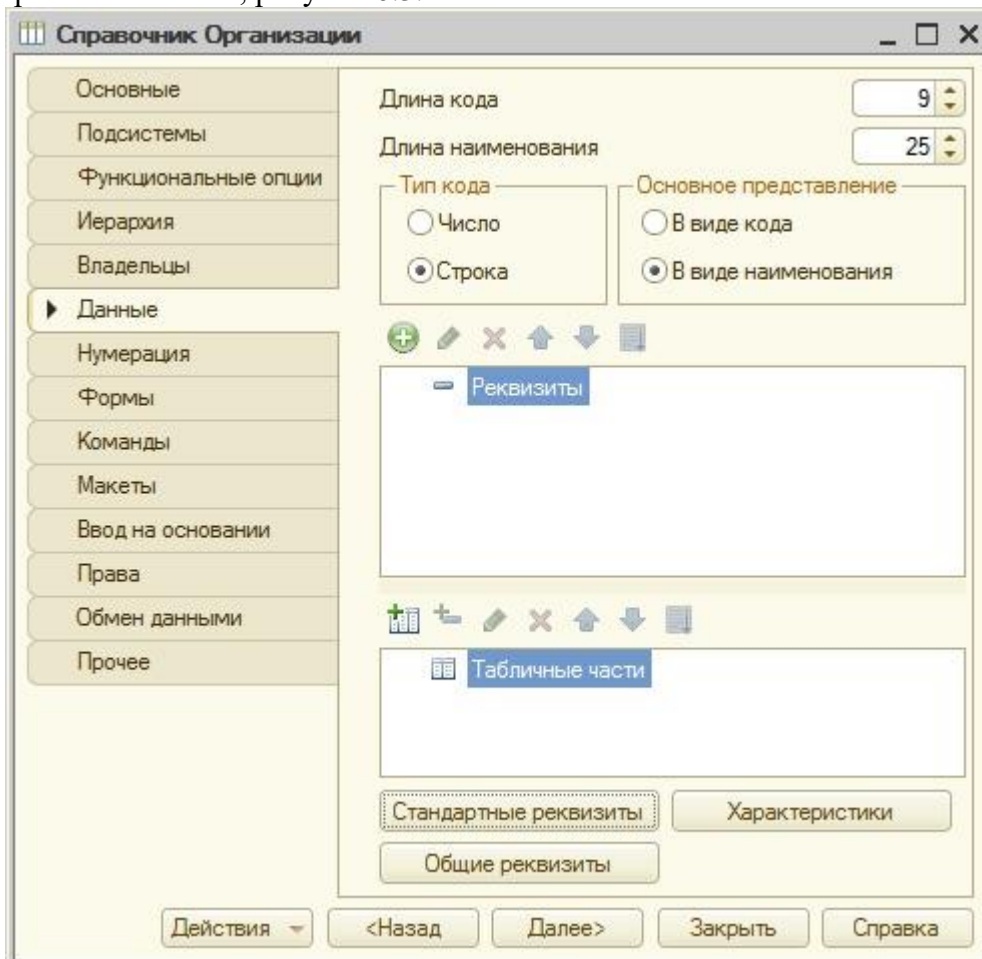 Справочник Организации
Основные
Подсистемы
Функциональные опции
Иерархия
Владельцы
Данные
Нумерация
Формы
Команды
Макеты
Ввод на основании
Права
Обмен данными
Прочее
Длина кода 9
Длина наименования 25
Тип кода
Число
Строка
Основное представление
В виде кода
В виде наименования
Реквизиты
Табличные части
Стандартные реквизиты Характеристики
Общие реквизиты
Действия <Назад Далее> Закрыть Справка